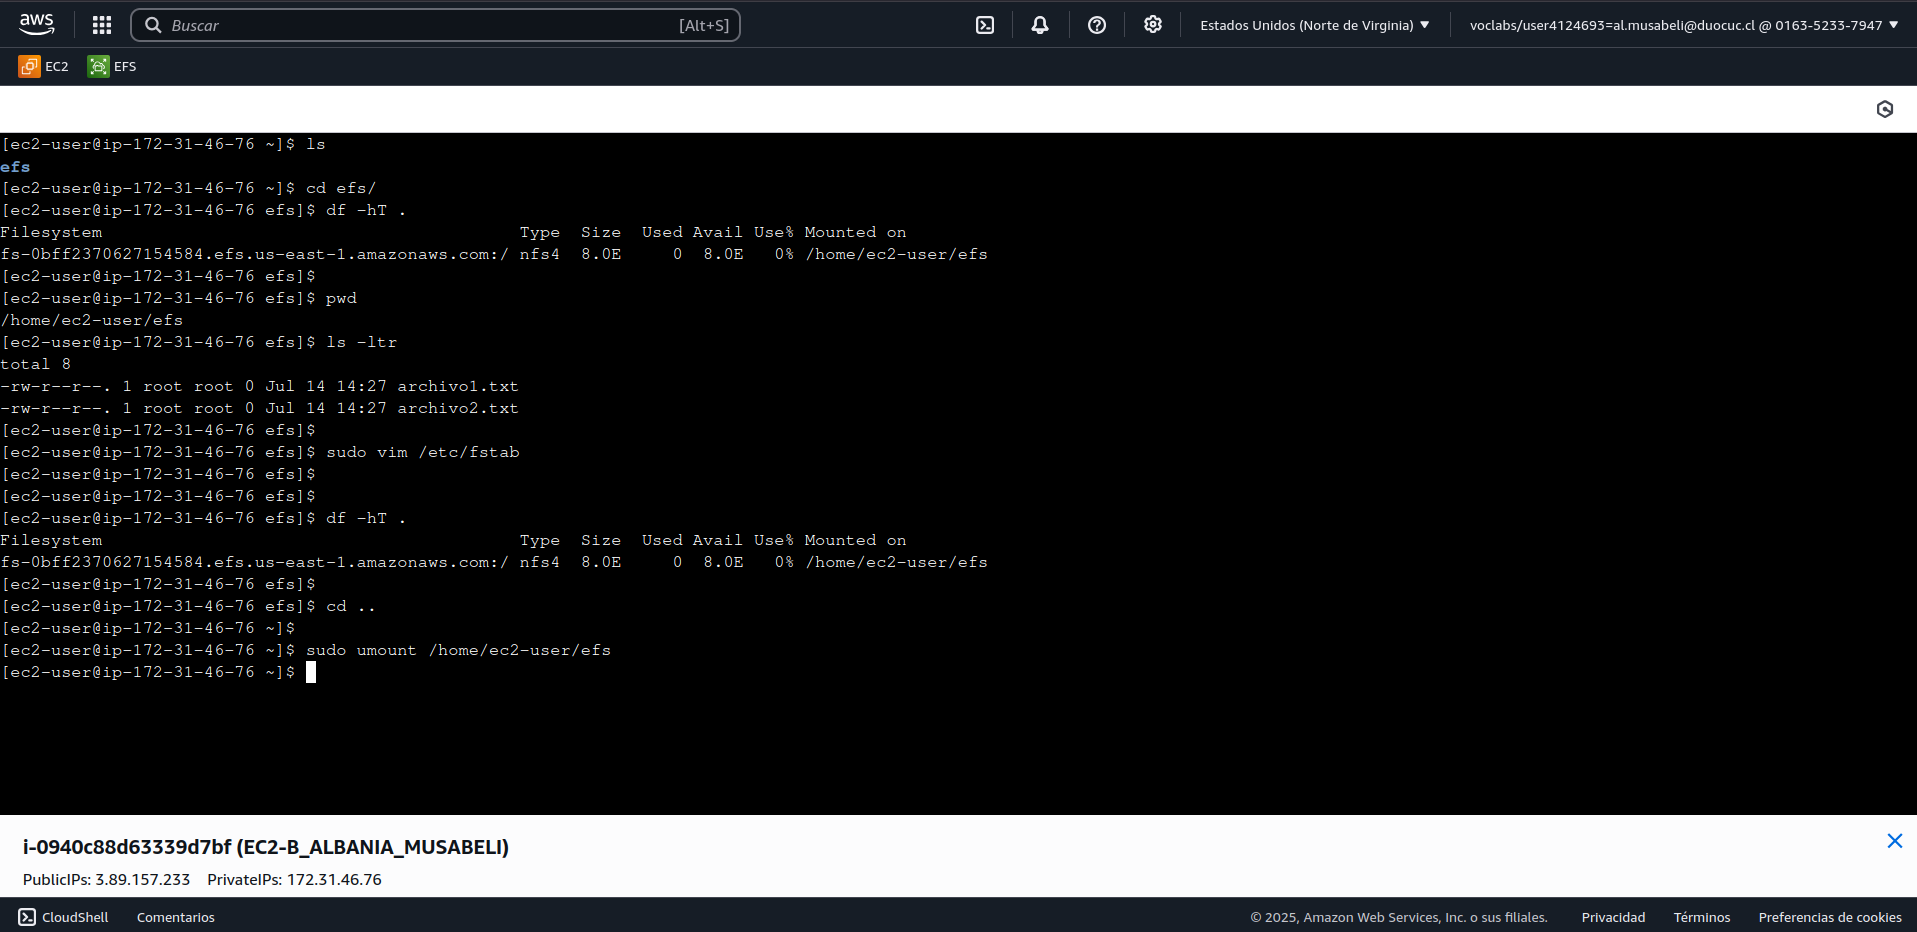 aws
Buscar [Alt+S]
Estados Unidos (Norte de Virginia) ▼
voclabs/user4124693=al.musabeli@duocuc.cl @ 0163-5233-7947 ▼
EC2 EFS
[ec2-user@ip-172-31-46-76 ~]$ ls
efs
[ec2-user@ip-172-31-46-76 ~]$ cd efs/
[ec2-user@ip-172-31-46-76 efs]$ df -hT .
Filesystem Type Size Used Avail Use% Mounted on
fs-0bff2370627154584.efs.us-east-1.amazonaws.com:/ nfs4 8.0E 0 8.0E 0% /home/ec2-user/efs
[ec2-user@ip-172-31-46-76 efs]$
[ec2-user@ip-172-31-46-76 efs]$ pwd
/home/ec2-user/efs
[ec2-user@ip-172-31-46-76 efs]$ ls -ltr
total 8
-rw-r--r--. 1 root root 0 Jul 14 14:27 archivo1.txt
-rw-r--r--. 1 root root 0 Jul 14 14:27 archivo2.txt
[ec2-user@ip-172-31-46-76 efs]$
[ec2-user@ip-172-31-46-76 efs]$ sudo vim /etc/fstab
[ec2-user@ip-172-31-46-76 efs]$
[ec2-user@ip-172-31-46-76 efs]$
[ec2-user@ip-172-31-46-76 efs]$ df -hT .
Filesystem Type Size Used Avail Use% Mounted on
fs-0bff2370627154584.efs.us-east-1.amazonaws.com:/ nfs4 8.0E 0 8.0E 0% /home/ec2-user/efs
[ec2-user@ip-172-31-46-76 efs]$
[ec2-user@ip-172-31-46-76 efs]$ cd ..
[ec2-user@ip-172-31-46-76 ~]$
[ec2-user@ip-172-31-46-76 ~]$ sudo umount /home/ec2-user/efs
[ec2-user@ip-172-31-46-76 ~]$
i-0940c88d63339d7bf (EC2-B_ALBANIA_MUSABELI)
PublicIPs: 3.89.157.233 PrivateIPs: 172.31.46.76
CloudShell Comentarios © 2025, Amazon Web Services, Inc. o sus filiales. Privacidad Términos Preferencias de cookies